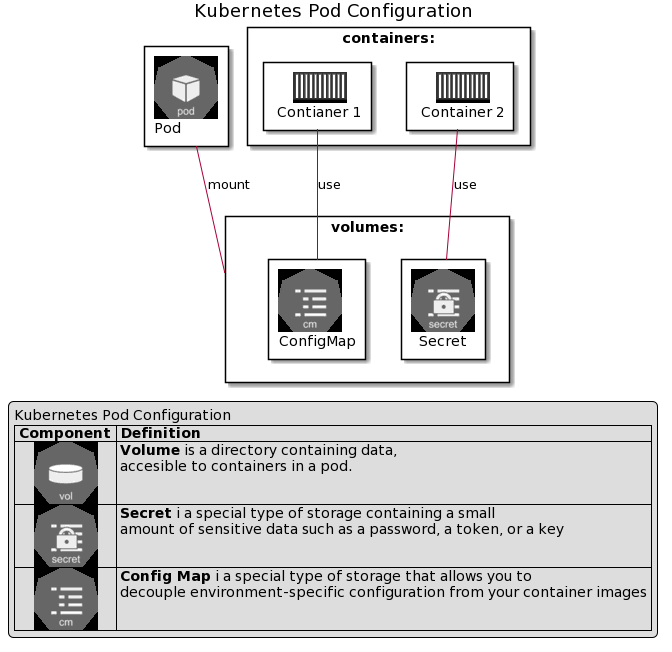 Kubernetes Pod Configuration
containers:
pod
Pod
Contianer 1
Container 2
mount
use
use
volumes:
cm
ConfigMap
secret
Secret
Kubernetes Pod Configuration
Component Definition
vol
Volume is a directory containing data,
accesible to containers in a pod.
secret
Secret i a special type of storage containing a small
amount of sensitive data such as a password, a token, or a key
cm
Config Map i a special type of storage that allows you to
decouple environment-specific configuration from your container images